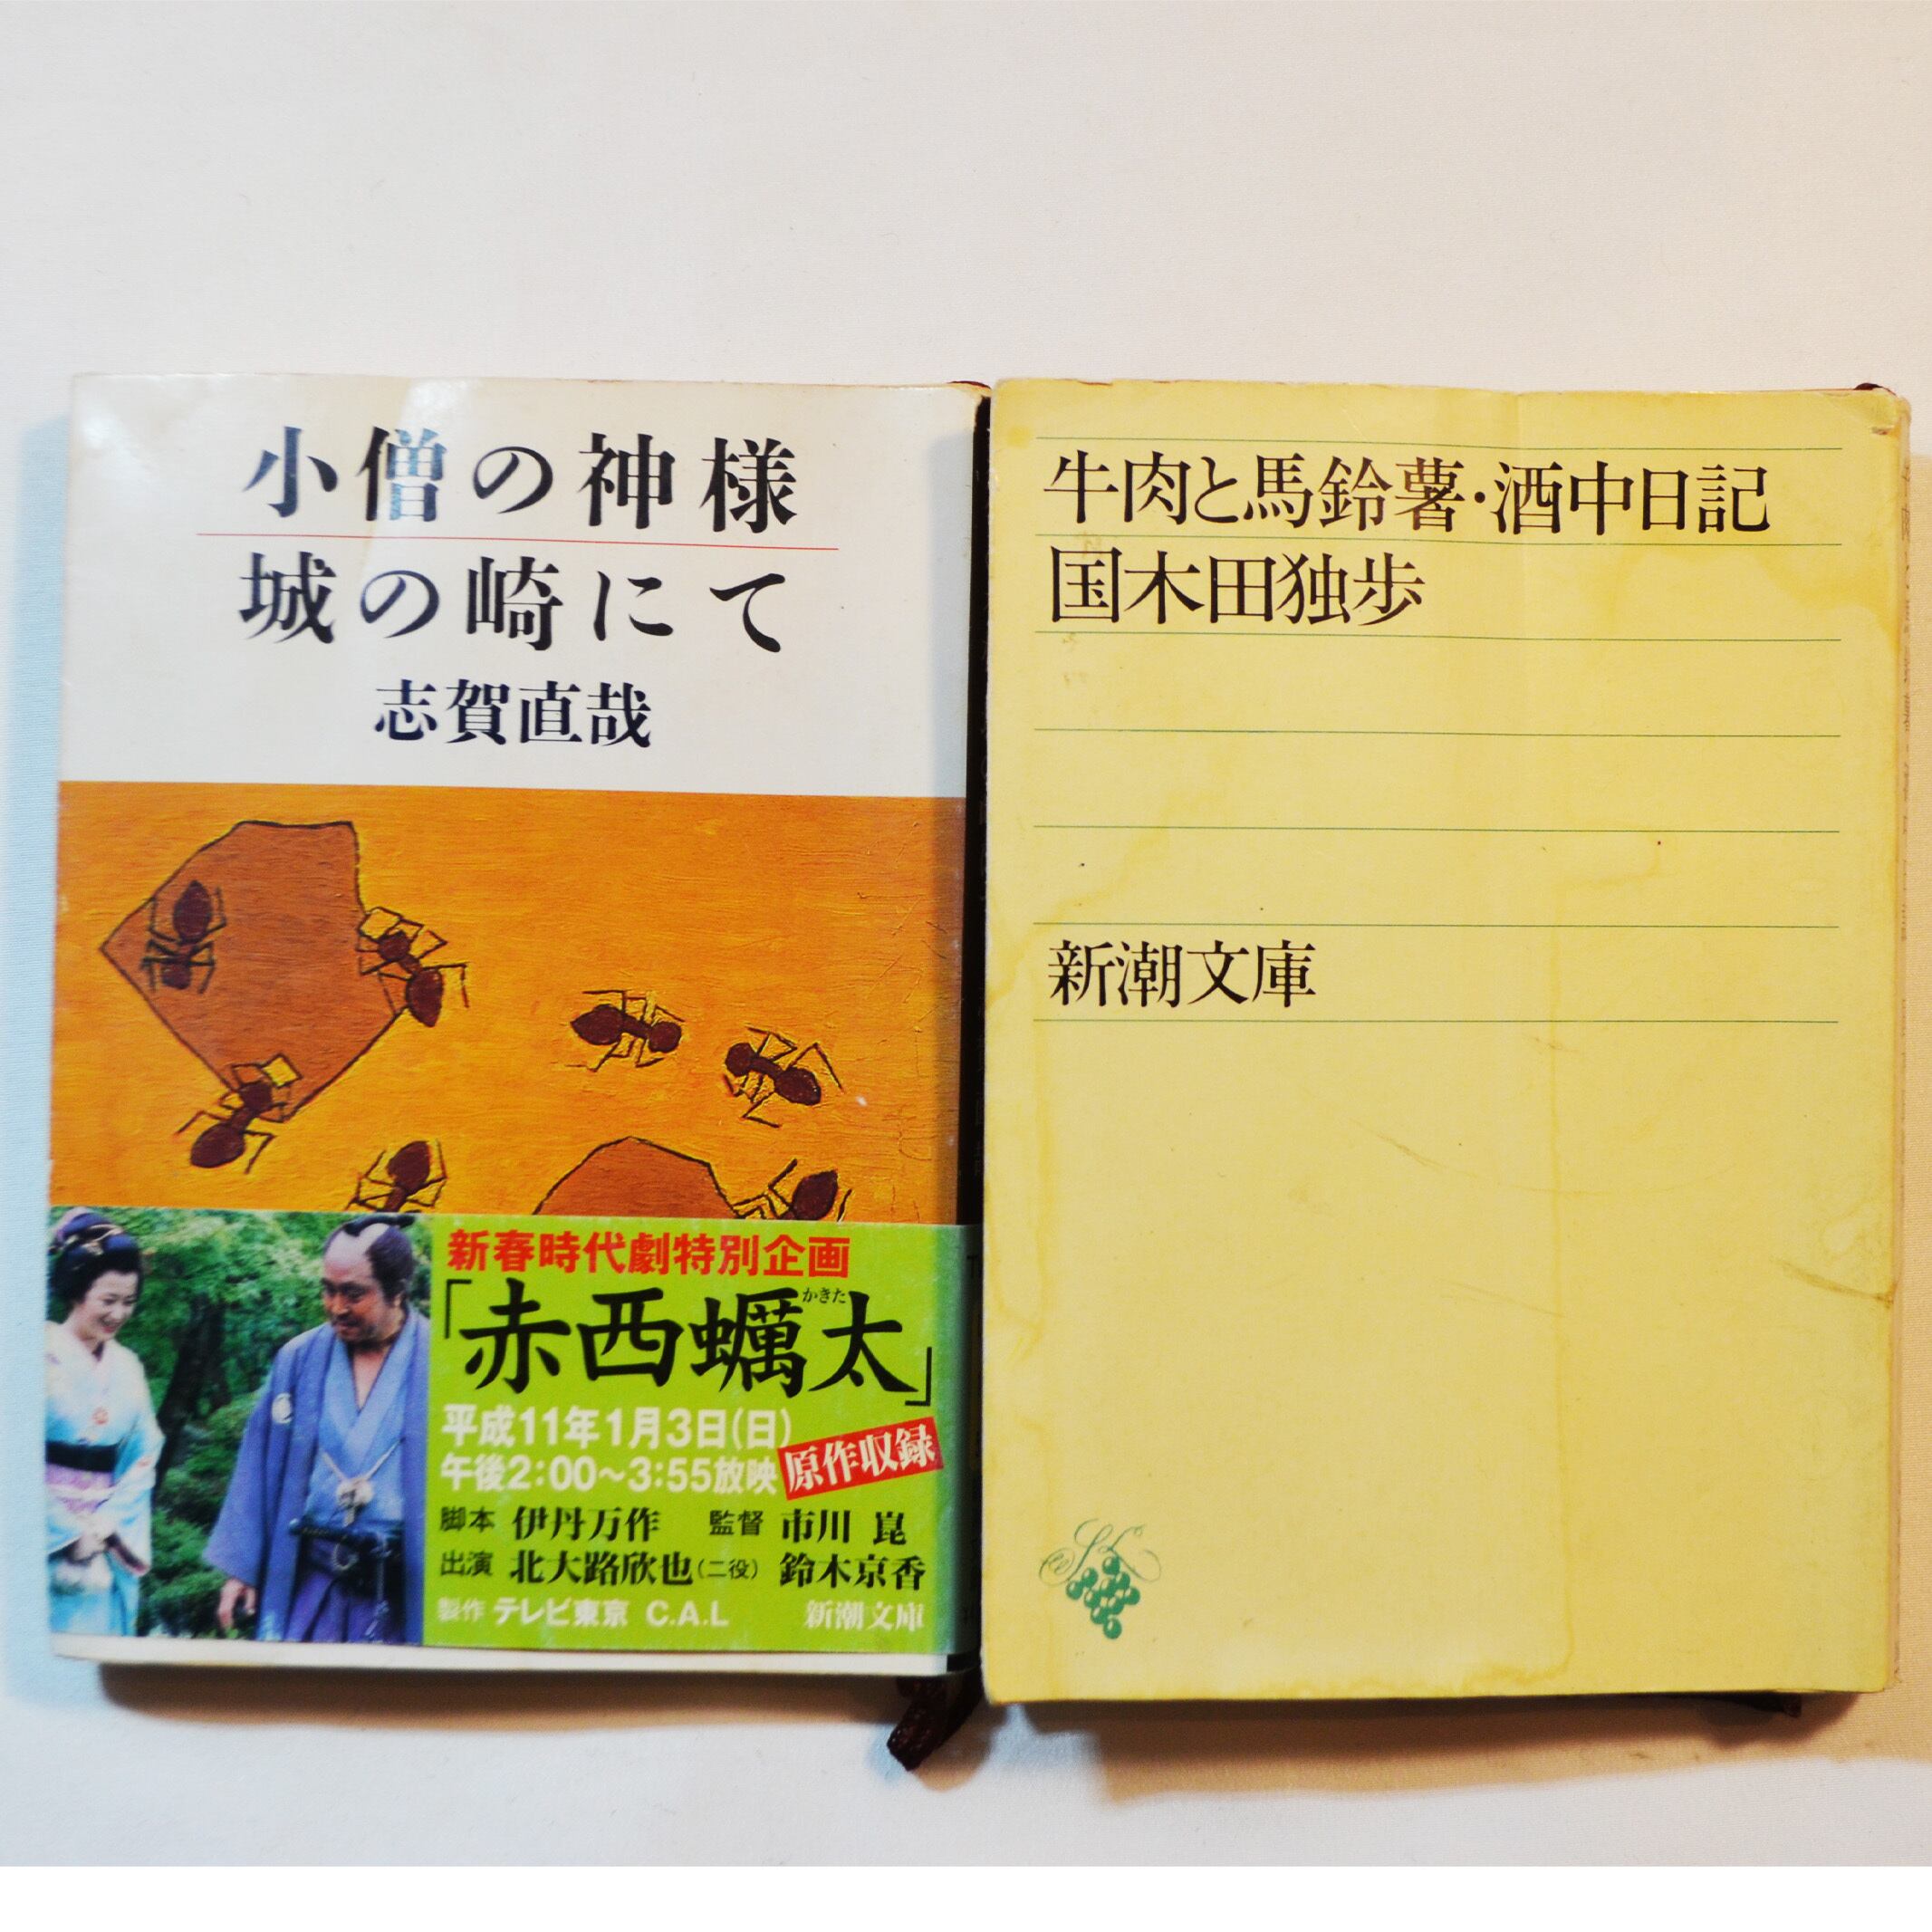 小僧の神様
城の崎にて
志賀直哉
新春時代劇特別企画
「赤西蠣太」
かきた
平成11年1月3日(日)
午後2:00～3:55放映
原作収録
脚本 伊丹万作 監督 市川 崑
出演 北大路欣也(二役) 鈴木京香
製作 テレビ東京 C.A.L 新潮文庫
牛肉と馬鈴薯・酒中日記
国木田独歩
新潮文庫